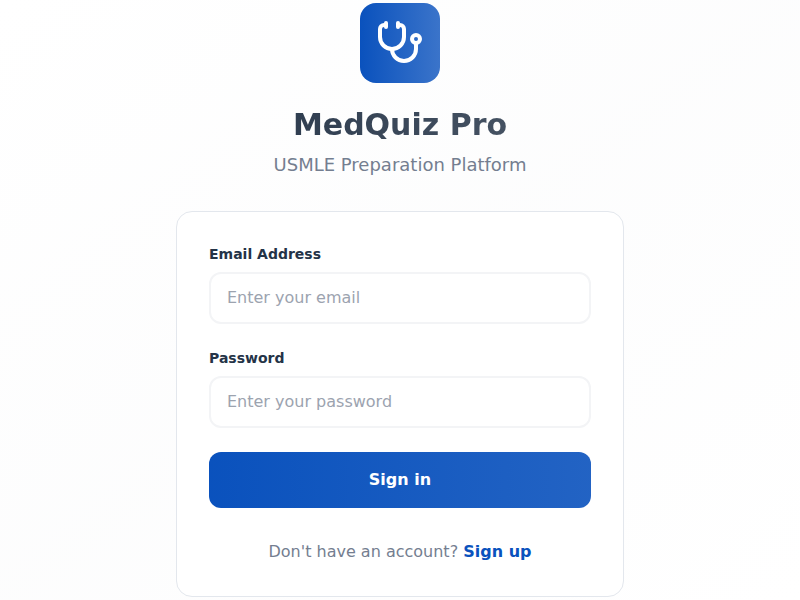 MedQuiz Pro
USMLE Preparation Platform
Email Address
Enter your email
Password
Enter your password
Sign in
Don't have an account? Sign up